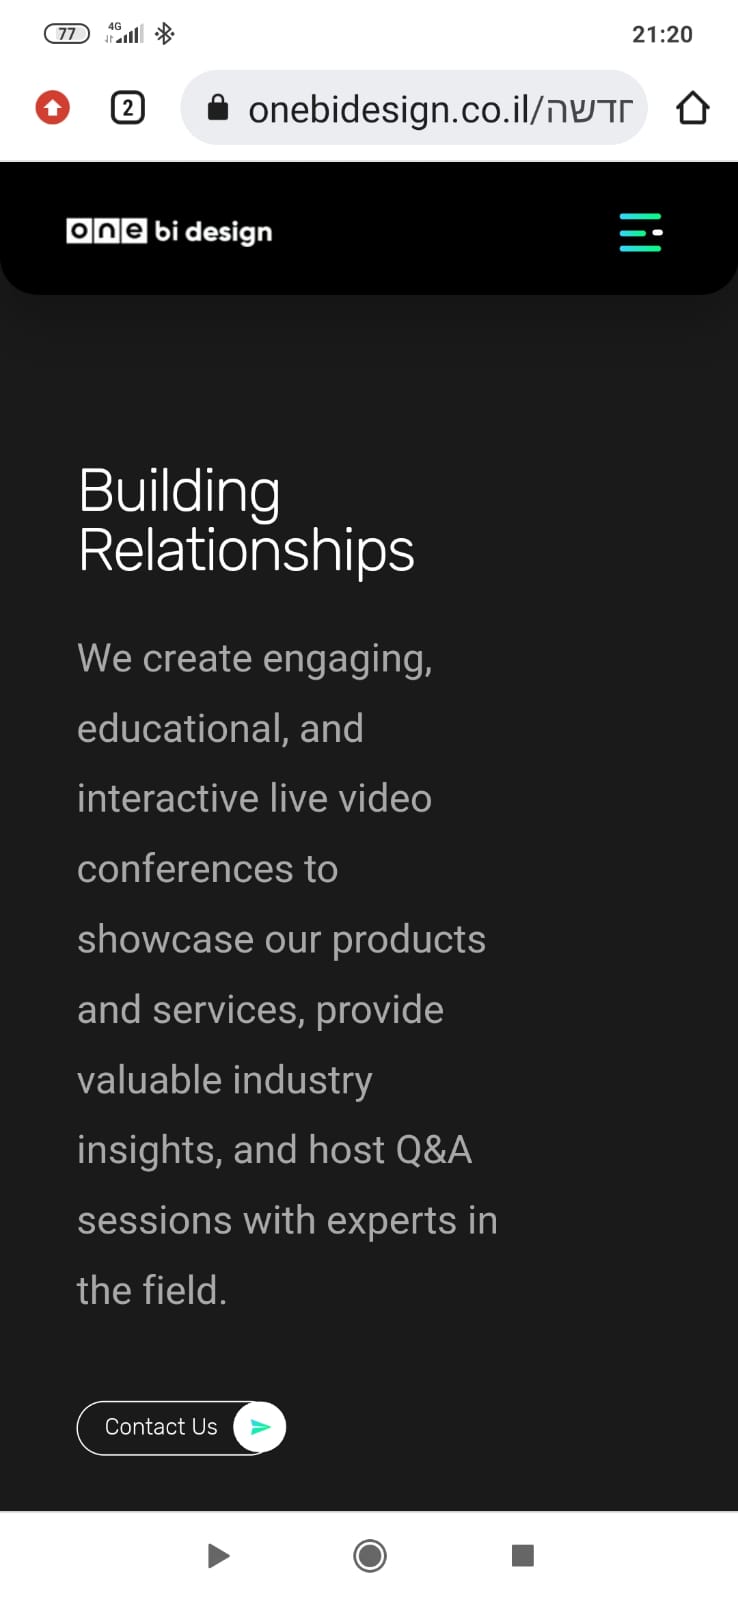 77 4G 21:20
2 onebidesign.co.il/חדשה
one bi design
Building
Relationships
We create engaging,
educational, and
interactive live video
conferences to
showcase our products
and services, provide
valuable industry
insights, and host Q&A
sessions with experts in
the field.
Contact Us